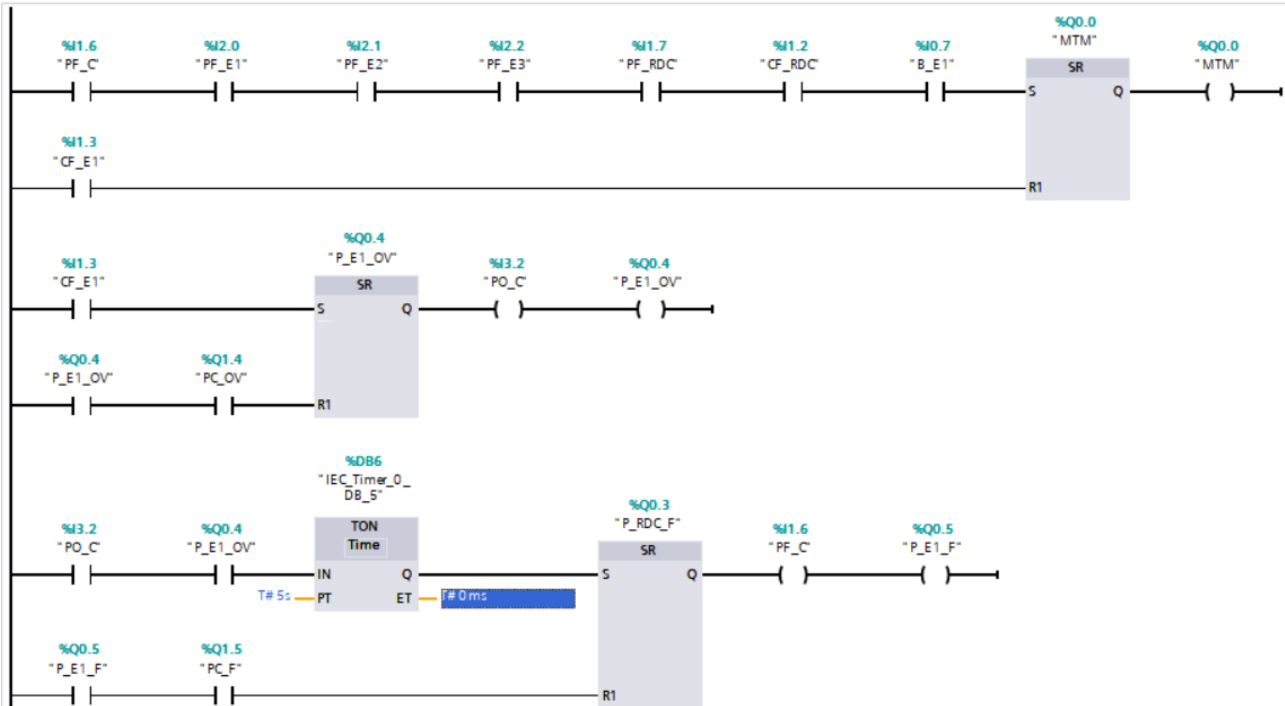 %Q0.0
"MTM"
%I1.6 %I2.0 %I2.1 %I2.2 %I1.7 %I1.2 %I0.7 %Q0.0
"PF_C" "PF_E1" "PF_E2" "PF_E3" "PF_RDC" "CF_RDC" "B_E1" "MTM"
SR
S Q
%I1.3
"CF_E1"
R1
%Q0.4
"P_E1_OV"
%I1.3 %I3.2 %Q0.4
"CF_E1" "PO_C" "P_E1_OV"
SR
S Q
%Q0.4 %Q1.4
"P_E1_OV" "PC_OV"
R1
%DB6
"IEC_Timer_0_
DB_5"
%Q0.3
"P_RDC_F"
%I3.2 %Q0.4 TON %I1.6 %Q0.5
"PO_C" "P_E1_OV" Time SR "PF_C" "P_E1_F"
IN Q S Q
T# 5s PT ET T# 0ms
%Q0.5 %Q1.5
"P_E1_F" "PC_F"
R1